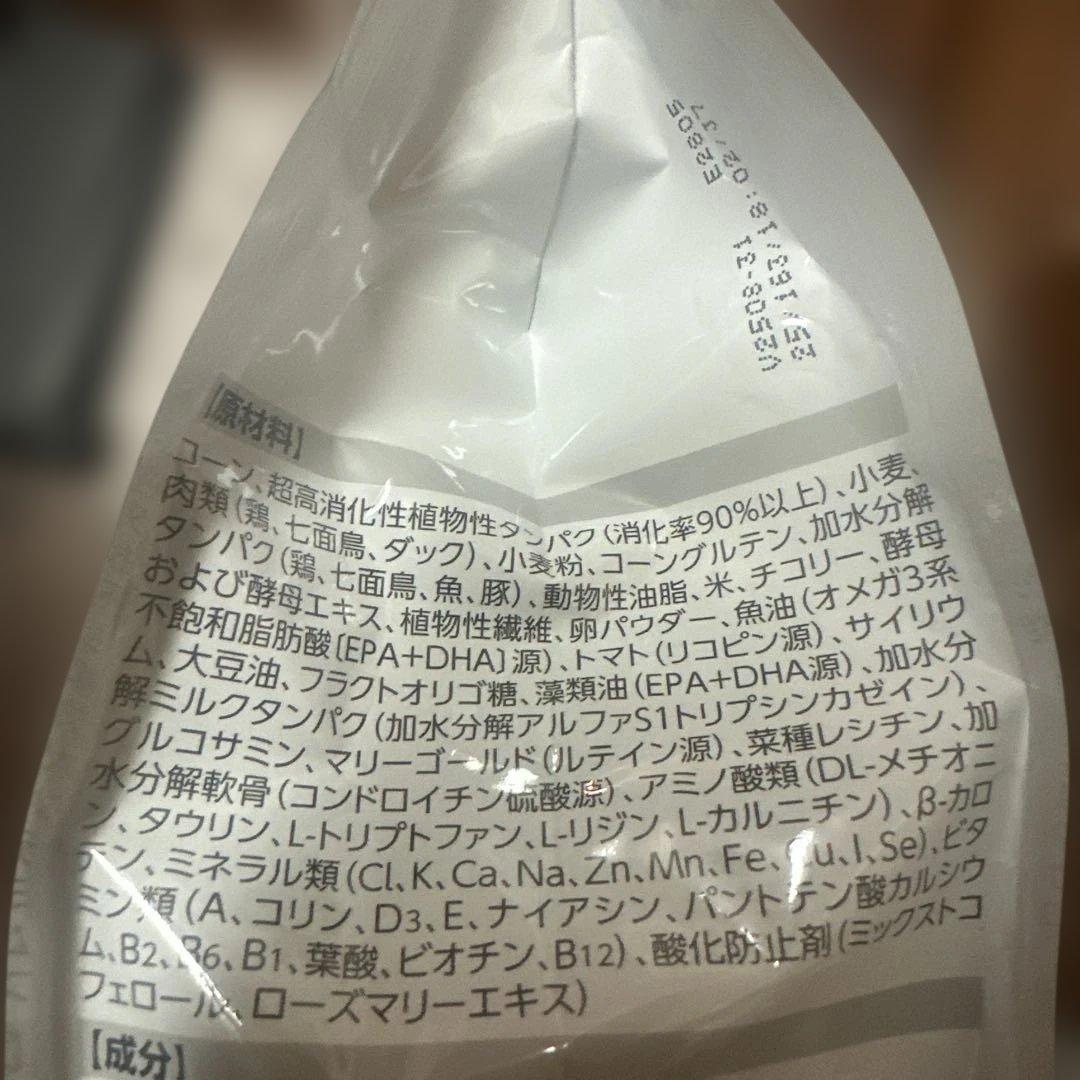 E2805
18:02/37
V2508-31
【原材料】
コーン、超高消化性植物性タンパク（消化率90%以上）、小麦、
肉類（鶏、七面鳥、ダック）、小麦粉、コーングルテン、加水分解
タンパク（鶏、七面鳥、魚、豚）、動物性油脂、米、チコリー、酵母
および酵母エキス、植物性繊維、卵パウダー、魚油（オメガ3系
不飽和脂肪酸〔EPA+DHA〕源）、トマト（リコピン源）、サイリウ
ム、大豆油、フラクトオリゴ糖、藻類油（EPA+DHA源）、加水分
解ミルクタンパク（加水分解アルファS1トリプシンカゼイン）、
グルコサミン、マリーゴールド（ルテイン源）、菜種レシチン、加
水分解軟骨（コンドロイチン硫酸源）、アミノ酸類（DL-メチオニ
ン、タウリン、L-トリプトファン、L-リジン、L-カルニチン）、β-カロ
テン、ミネラル類（Cl、K、Ca、Na、Zn、Mn、Fe、Cu、I、Se）、ビタ
ミン類（A、コリン、D3、E、ナイアシン、パントテン酸カルシウ
ム、B2、B6、B1、葉酸、ビオチン、B12）、酸化防止剤（ミックストコ
フェロール、ローズマリーエキス）
【成分】